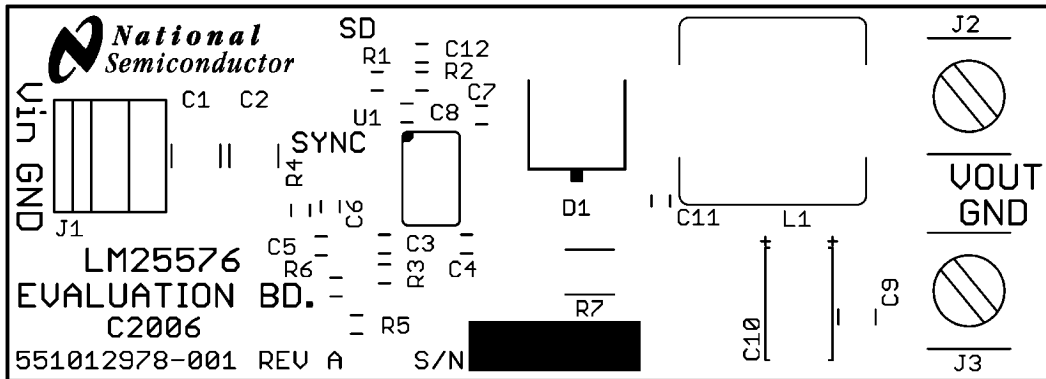 National
Semiconductor
SD
R1
C12
R2
C7
J2
Vin GND
C1
C2
U1
C8
SYNC
R4
C6
VOUT
GND
J1
D1
C11
L1
C5
C3
R6
R3
C4
LM25576
EVALUATION BD.
C2006
R7
C9
C10
R5
551012978-001 REV A
S/N
J3